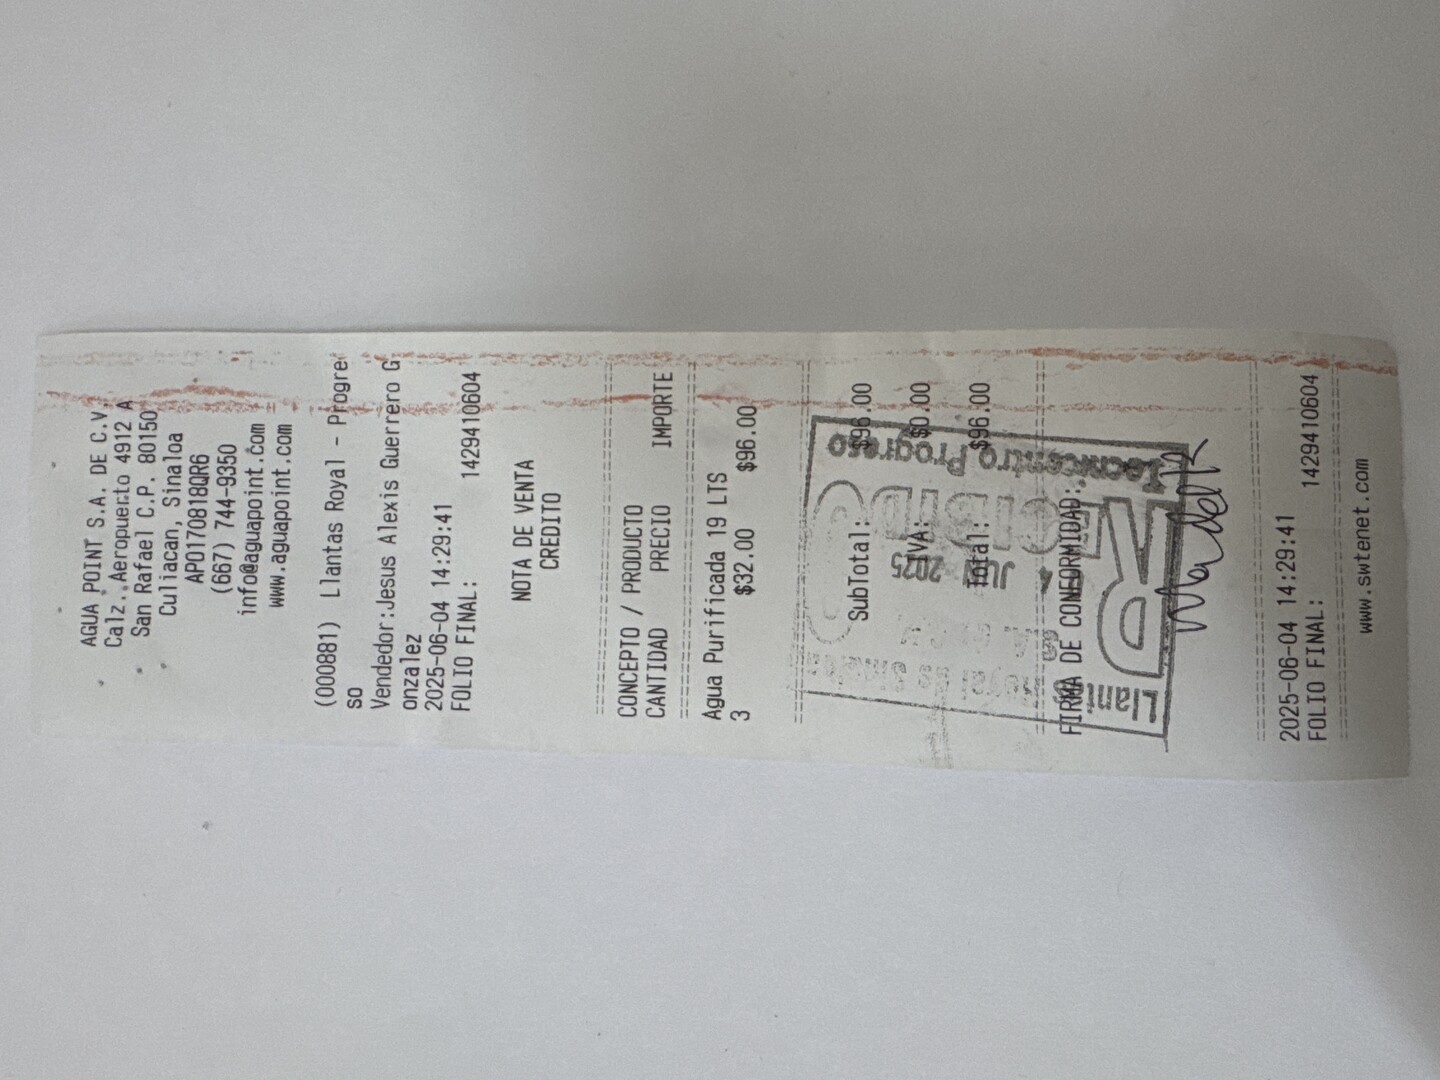 AGUA POINT S.A. DE C.V.
Calz., Aeropuerto 4912 A
San Rafael C.P. 80150
Culiacan, Sinaloa
APO170818QR6
(667) 744-9350
info@aguapoint.com
www.aguapoint.com
(000881) Llantas Royal - Progre
so
Vendedor:Jesus Alexis Guerrero G
onzalez
2025-06-04 14:29:41
FOLIO FINAL: 1429410604
NOTA DE VENTA
CREDITO
CONCEPTO / PRODUCTO
CANTIDAD PRECIO IMPORTE
Agua Purificada 19 LTS
3 $32.00 $96.00
SubTotal: $96.00
IVA: $0.00
Total: $96.00
FIRMA DE CONFORMIDAD:
Tecnicentro Progreso
RECIBIDO
JUN 2025
2025-06-04 14:29:41
FOLIO FINAL: 1429410604
www.swtenet.com